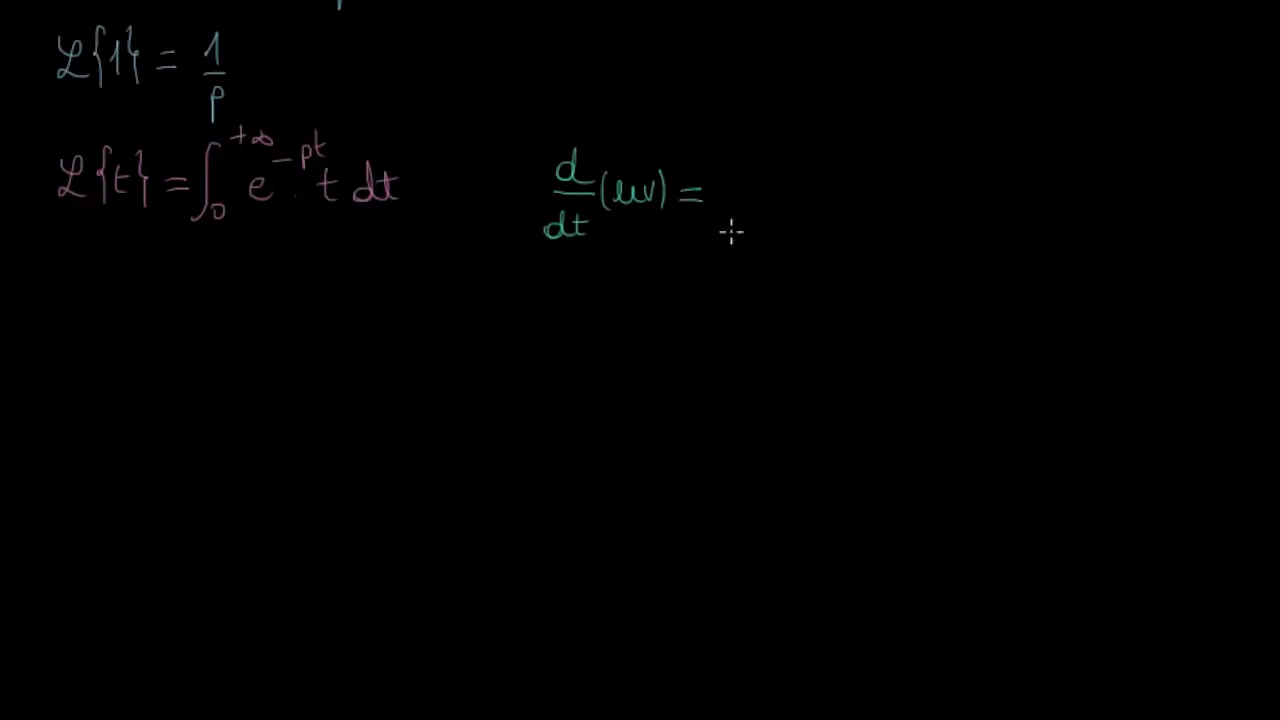 ℒ{1} = 1/p
ℒ{t} = ∫₀^{+∞} e^{-pt} . t dt
d/dt (uv) =